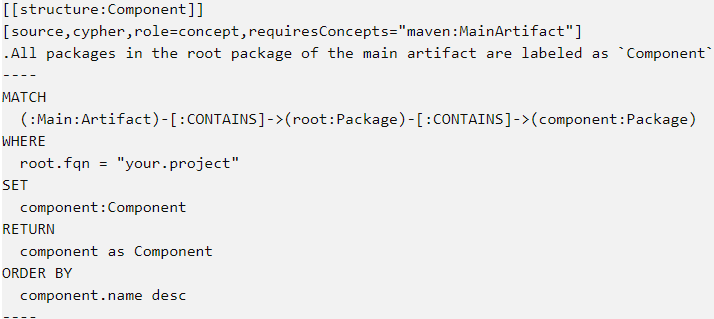 [[structure:Component]]
[source,cypher,role=concept,requiresConcepts="maven:MainArtifact"]
.All packages in the root package of the main artifact are labeled as `Component`
----
MATCH
  (:Main:Artifact)-[:CONTAINS]->(root:Package)-[:CONTAINS]->(component:Package)
WHERE
  root.fqn = "your.project"
SET
  component:Component
RETURN
  component as Component
ORDER BY
  component.name desc
----